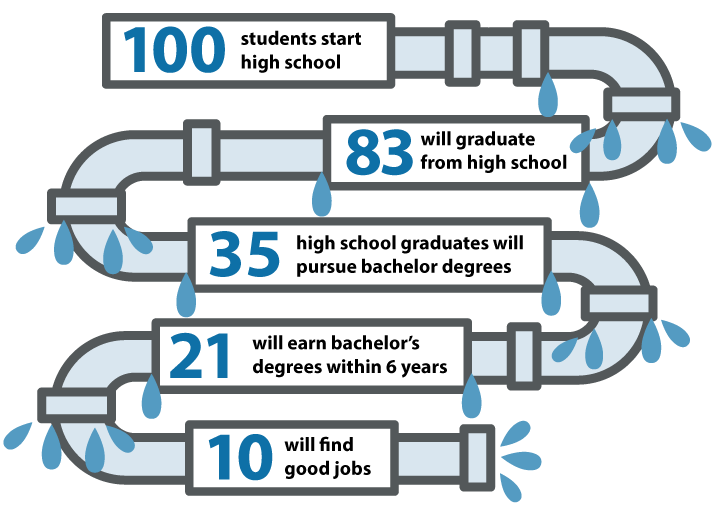 100 students start
high school
83 will graduate
from high school
35 high school graduates will
pursue bachelor degrees
21 will earn bachelor's
degrees within 6 years
10 will find
good jobs